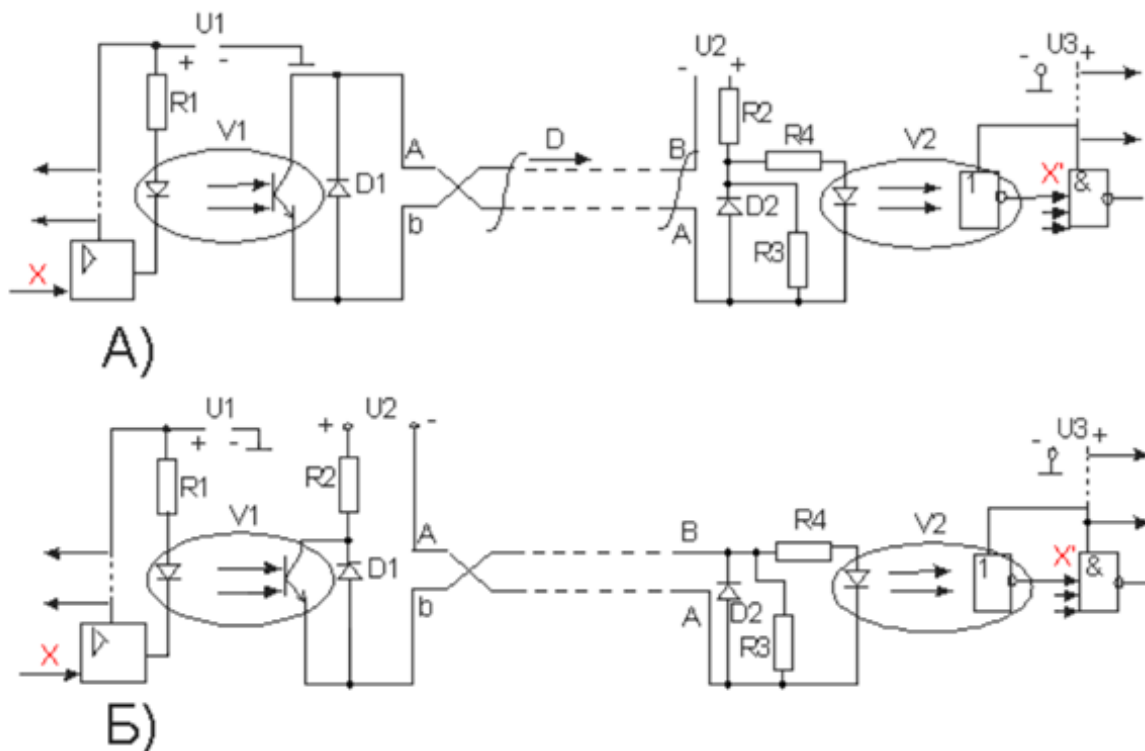 U1
+ -
R1
V1
D1
A
b
D
U2
- +
R2
B
A
R4
D2
R3
V2
1
U3
- +
X'
&
X
А)
U1
+ -
U2
+ -
R1
R2
V1
D1
A
b
B
A
R4
D2
R3
V2
1
U3
- +
X'
&
X
Б)